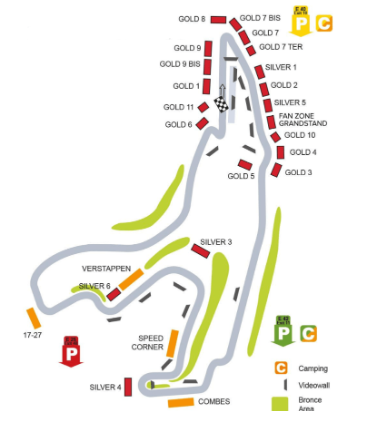 GOLD 8
GOLD 7 BIS
GOLD 7
GOLD 7 TER
P C
GOLD 9
GOLD 9 BIS
GOLD 1
GOLD 11
GOLD 6
SILVER 1
GOLD 2
SILVER 5
FAN ZONE
GRANDSTAND
GOLD 10
GOLD 4
GOLD 3
GOLD 5
SILVER 3
VERSTAPPEN
SILVER 6
17-27
P
SPEED
CORNER
P C
SILVER 4
COMBES
C Camping
Videowall
Bronce
Area